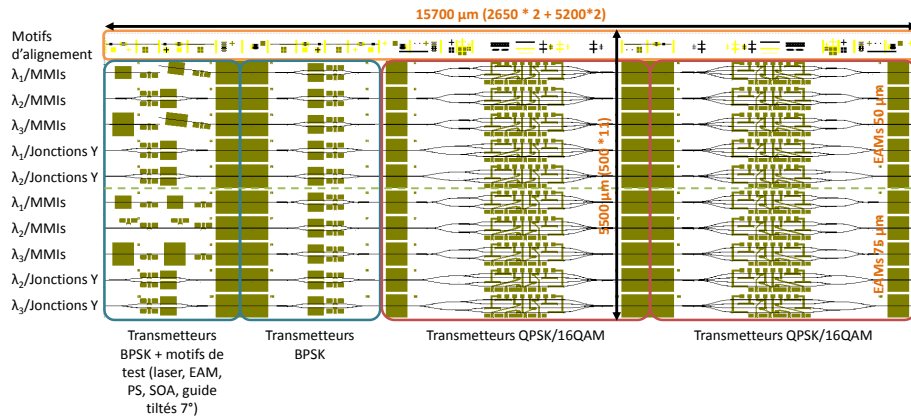 15700 µm (2650 * 2 + 5200*2)
Motifs
d'alignement
λ1/MMIs
λ2/MMIs
λ3/MMIs
λ1/Jonctions Y
λ2/Jonctions Y
λ1/MMIs
λ2/MMIs
λ3/MMIs
λ2/Jonctions Y
λ3/Jonctions Y
5500 µm (500 *11)
EAMs 50 µm
EAMs 75 µm
Transmetteurs
BPSK + motifs de
test (laser, EAM,
PS, SOA, guide
tiltés 7°)
Transmetteurs
BPSK
Transmetteurs QPSK/16QAM
Transmetteurs QPSK/16QAM